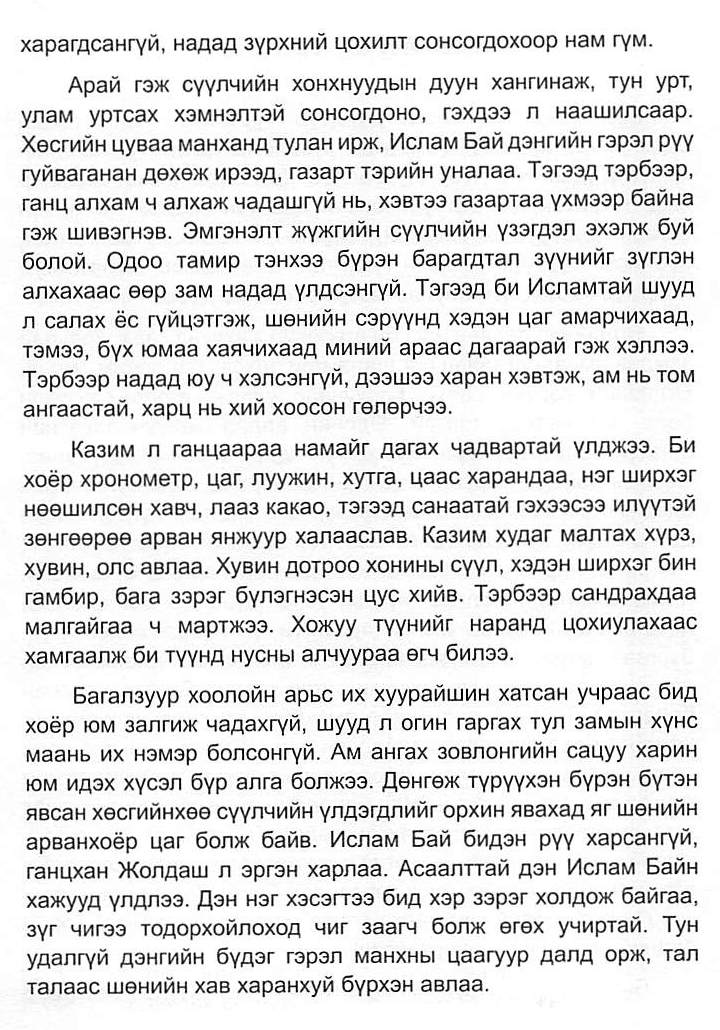 харагдсангүй, надад зүрхний цохилт сонсогдохоор нам гүм.
Арай гэж сүүлчийн хонхнуудын дуун хангинаж, тун урт,
улам уртсах хэмнэлтэй сонсогдоно, гэхдээ л наашилсаар.
Хөсгийн цуваа манханд тулан ирж, Ислам Бай дэнгийн гэрэл рүү
гуйваганан дөхөж ирээд, газарт тэрийн уналаа. Тэгээд тэрбээр,
ганц алхам ч алхаж чадашгүй нь, хэвтээ газартаа үхмээр байна
гэж шивэгнэв. Эмгэнэлт жүжгийн сүүлчийн үзэгдэл эхэлж буй
болой. Одоо тамир тэнхээ бүрэн барагдтал зүүнийг зүглэн
алхахаас өөр зам надад үлдсэнгүй. Тэгээд би Исламтай шууд
л салах ёс гүйцэтгэж, шөнийн сэрүүнд хэдэн цаг амарчихаад,
тэмээ, бүх юмаа хаячихаад миний араас дагаарай гэж хэллээ.
Тэрбээр надад юу ч хэлсэнгүй, дээшээ харан хэвтэж, ам нь том
ангаастай, харц нь хий хоосон гөлөрчээ.
Казим л ганцаараа намайг дагах чадвартай үлджээ. Би
хоёр хронометр, цаг, луужин, хутга, цаас харандаа, нэг ширхэг
нөөшилсөн хавч, лааз какао, тэгээд санаатай гэхээсээ илүүтэй
зөнгөөрөө арван янжуур халааслав. Казим худаг малтах хүрз,
хувин, олс авлаа. Хувин дотроо хонины сүүл, хэдэн ширхэг бин
гамбир, бага зэрэг бүлэгнэсэн цус хийв. Тэрбээр сандрахдаа
малгайгаа ч мартжээ. Хожуу түүнийг наранд цохиулахаас
хамгаалж би түүнд нусны алчуураа өгч билээ.
Багалзуур хоолойн арьс их хуурайшин хатсан учраас бид
хоёр юм залгиж чадахгүй, шууд л огин гаргах тул замын хүнс
маань их нэмэр болсонгүй. Ам ангах зовлонгийн сацуу харин
юм идэх хүсэл бүр алга болжээ. Дөнгөж түрүүхэн бүрэн бүтэн
явсан хөсгийнхөө сүүлчийн үлдэгдлийг орхин явахад яг шөнийн
арванхоёр цаг болж байв. Ислам Бай бидэн рүү харсангүй,
ганцхан Жолдаш л эргэн харлаа. Асаалттай дэн Ислам Байн
хажууд үлдлээ. Дэн нэг хэсэгтээ бид хэр зэрэг холдож байгаа,
зүг чигээ тодорхойлоход чиг заагч болж өгөх учиртай. Тун
удалгүй дэнгийн бүдэг гэрэл манхны цаагуур далд орж, тал
талаас шөнийн хав харанхуй бүрхэн авлаа.